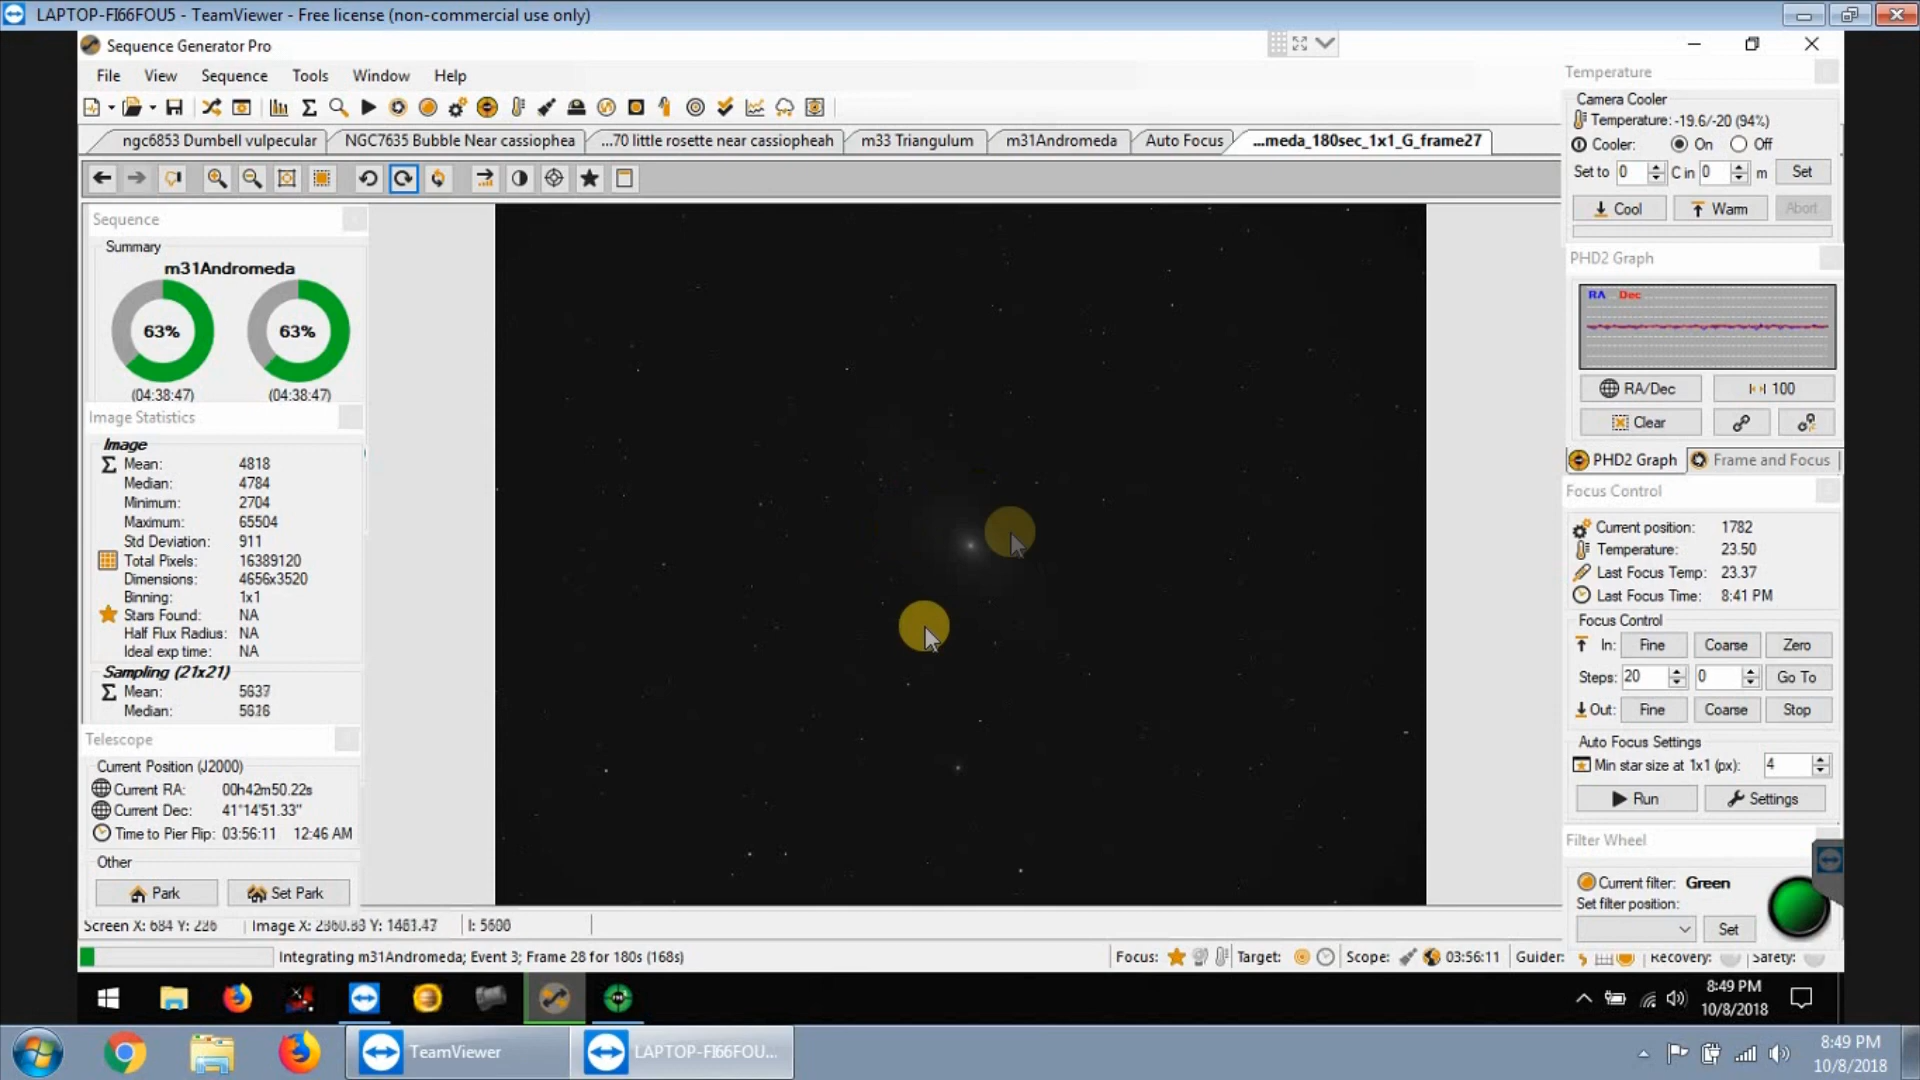 LAPTOP-FI66FOU5 - TeamViewer - Free license (non-commercial use only)
Sequence Generator Pro
File View Sequence Tools Window Help
ngc6853 Dumbell vulpecular NGC7635 Bubble Near cassiophea ...70 little rosette near cassiopheah m33 Triangulum m31Andromeda Auto Focus ...meda_180sec_1x1_G_frame27
Sequence
Summary
m31Andromeda
63% 63%
(04:38:47) (04:38:47)
Image Statistics
Image
Mean: 4818
Median: 4784
Minimum: 2704
Maximum: 65504
Std Deviation: 911
Total Pixels: 16389120
Dimensions: 4656x3520
Binning: 1x1
Stars Found: NA
Half Flux Radius: NA
Ideal exp time: NA
Sampling (21x21)
Mean: 5637
Median:
Telescope
Current Position (J2000)
Current RA: 00h42m50.22s
Current Dec: 41°14'51.33"
Time to Pier Flip: 03:56:11 12:46 AM
Other
Park Set Park
Temperature
Camera Cooler
Temperature: -19.6/-20 (94%)
Cooler: On Off
Set to 0 C in 0 m Set
Cool Warm Abort
PHD2 Graph
RA Dec
RA/Dec 100
Clear
PHD2 Graph Frame and Focus
Focus Control
Current position: 1782
Temperature: 23.50
Last Focus Temp: 23.37
Last Focus Time: 8:41 PM
Focus Control
In: Fine Coarse Zero
Steps: 20 0 Go To
Out: Fine Coarse Stop
Auto Focus Settings
Min star size at 1x1 (px): 4
Run Settings
Filter Wheel
Current filter: Green
Set filter position:
Set
Screen X: 684 Y: Image X: Y: I:
Integrating m31Andromeda; Event 3; Frame 28 for 180s (168s) Focus: Target: Scope: 03:56:11 Guider: Recovery: Safety:
8:49 PM
10/8/2018
TeamViewer LAPTOP-FI66FOU... 8:49 PM
10/8/2018